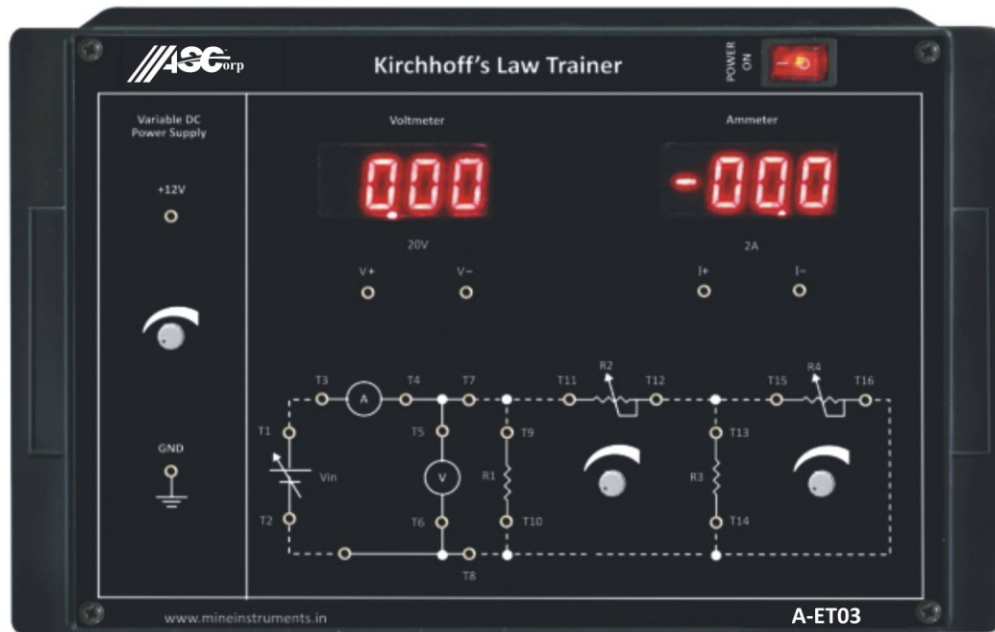 ASCorp
Kirchhoff's Law Trainer
POWER
ON
Variable DC
Power Supply
Voltmeter
Ammeter
+12V
0.00
-00.0
20V
2A
V+ V−
I+ I−
R2
R4
T3
A
T4
T7
T11
T12
T15
T16
T1
T5
T9
T13
GND
Vin
V
R1
R3
T2
T6
T10
T14
T8
www.mineinstruments.in
A-ET03